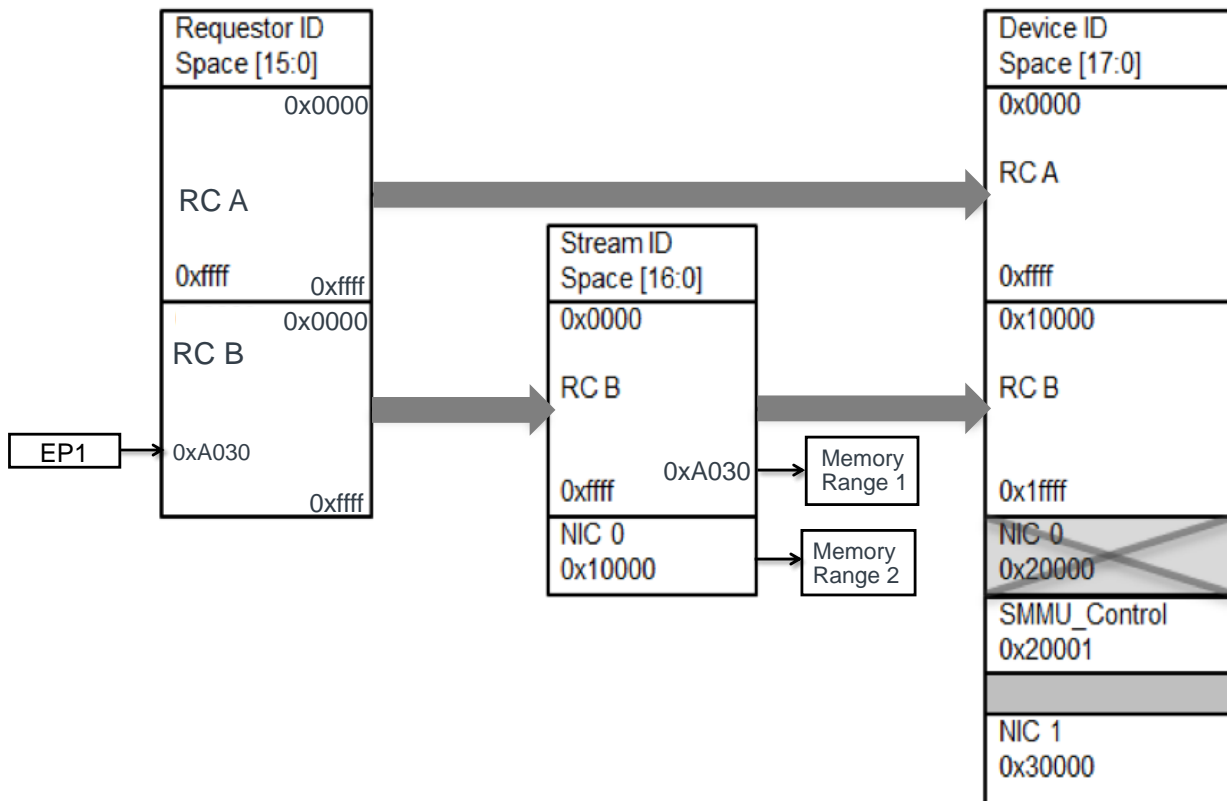 Requestor ID
Space [15:0]
0x0000
RC A
0xffff
0xffff
0x0000
RC B
EP1
0xA030
0xffff
Stream ID
Space [16:0]
0x0000
RC B
0xA030
0xffff
NIC 0
0x10000
Memory
Range 1
Memory
Range 2
Device ID
Space [17:0]
0x0000
RC A
0xffff
0x10000
RC B
0x1ffff
NIC 0
0x20000
SMMU_Control
0x20001
NIC 1
0x30000